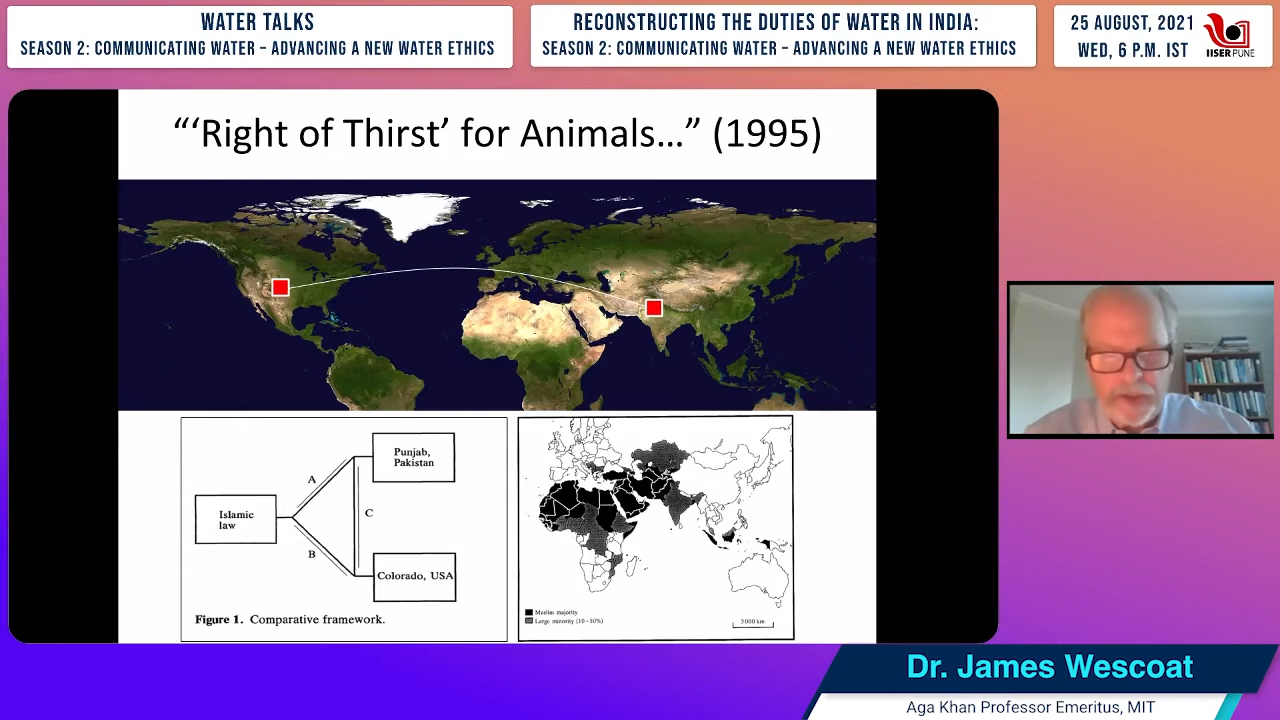 WATER TALKS
SEASON 2: COMMUNICATING WATER – ADVANCING A NEW WATER ETHICS
RECONSTRUCTING THE DUTIES OF WATER IN INDIA:
SEASON 2: COMMUNICATING WATER – ADVANCING A NEW WATER ETHICS
25 AUGUST, 2021
WED, 6 P.M. IST
IISER PUNE
“‘Right of Thirst’ for Animals…” (1995)
Punjab,
Pakistan
A
Islamic
law
C
B
Colorado, USA
Figure 1. Comparative framework.
Muslim majority
Large minority (10-50%)
3000 km
Dr. James Wescoat
Aga Khan Professor Emeritus, MIT